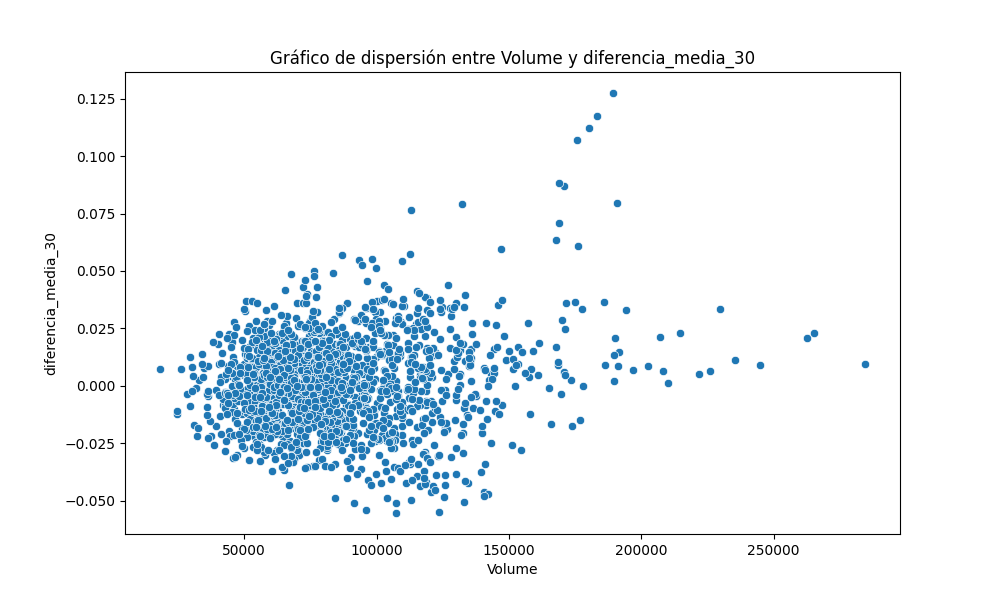 Gráfico de dispersión entre Volume y diferencia_media_30
0.125
0.100
0.075
0.050
0.025
0.000
−0.025
−0.050
diferencia_media_30
50000 100000 150000 200000 250000
Volume